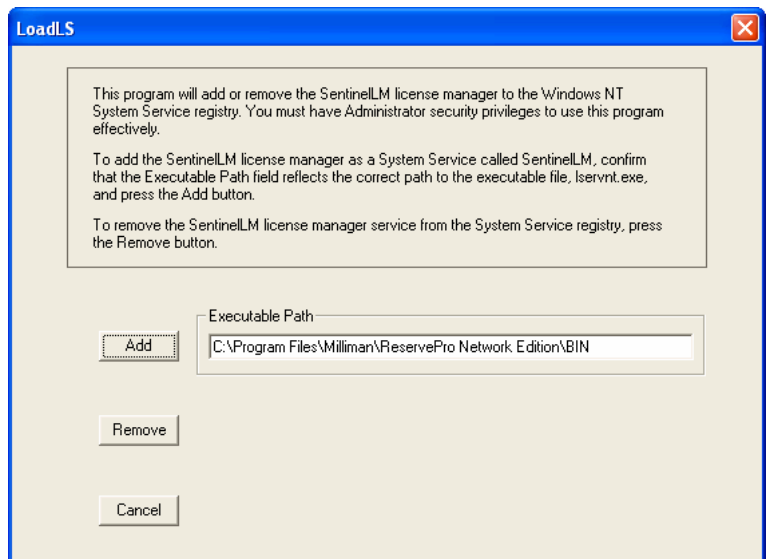 LoadLS
This program will add or remove the SentinelLM license manager to the Windows NT
System Service registry. You must have Administrator security privileges to use this program
effectively.
To add the SentinelLM license manager as a System Service called SentinelLM, confirm
that the Executable Path field reflects the correct path to the executable file, lservnt.exe,
and press the Add button.
To remove the SentinelLM license manager service from the System Service registry, press
the Remove button.
Executable Path
Add
C:\Program Files\Milliman\ReservePro Network Edition\BIN
Remove
Cancel